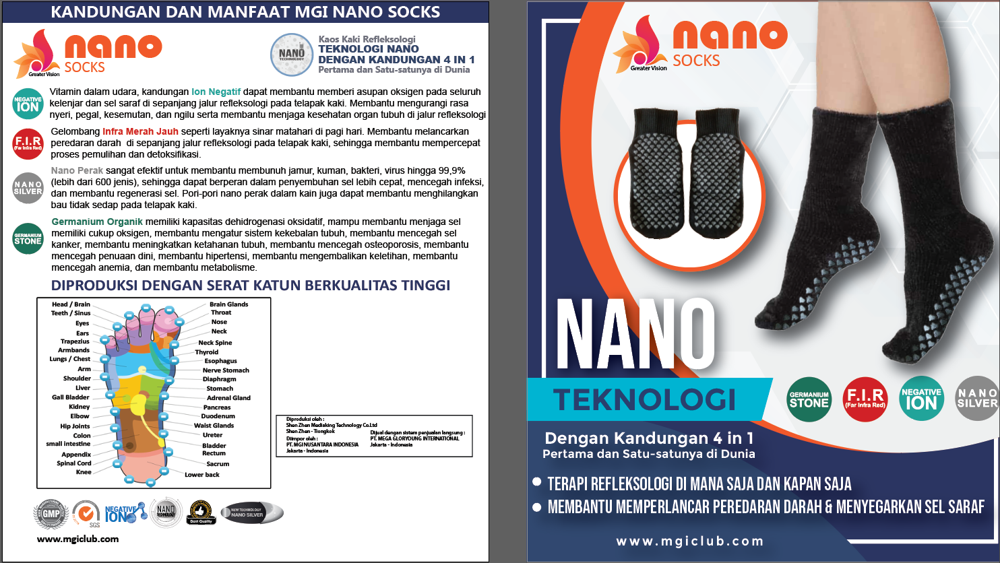 KANDUNGAN DAN MANFAAT MGI NANO SOCKS
Greater Vision
nano
SOCKS
NANO
TECHNOLOGY
Kaos Kaki Refleksologi
TEKNOLOGI NANO
DENGAN KANDUNGAN 4 IN 1
Pertama dan Satu-satunya di Dunia
NEGATIVE
ION
Vitamin dalam udara, kandungan Ion Negatif dapat membantu memberi asupan oksigen pada seluruh
kelenjar dan sel saraf di sepanjang jalur refleksologi pada telapak kaki. Membantu mengurangi rasa
nyeri, pegal, kesemutan, dan ngilu serta membantu menjaga kesehatan organ tubuh di jalur refleksologi
F.I.R
(Far Infra Red)
Gelombang Infra Merah Jauh seperti layaknya sinar matahari di pagi hari. Membantu melancarkan
peredaran darah di sepanjang jalur refleksologi pada telapak kaki, sehingga membantu mempercepat
proses pemulihan dan detoksifikasi.
NANO
SILVER
Nano Perak sangat efektif untuk membantu membunuh jamur, kuman, bakteri, virus hingga 99,9%
(lebih dari 600 jenis), sehingga dapat berperan dalam penyembuhan sel lebih cepat, mencegah infeksi,
dan membantu regenerasi sel. Pori-pori nano perak dalam kain juga dapat membantu menghilangkan
bau tidak sedap pada telapak kaki.
GERMANIUM
STONE
Germanium Organik memiliki kapasitas dehidrogenasi oksidatif, mampu membantu menjaga sel
memiliki cukup oksigen, membantu mengatur sistem kekebalan tubuh, membantu mencegah sel
kanker, membantu meningkatkan ketahanan tubuh, membantu mencegah osteoporosis, membantu
mencegah penuaan dini, membantu hipertensi, membantu mengembalikan keletihan, membantu
mencegah anemia, dan membantu metabolisme.
DIPRODUKSI DENGAN SERAT KATUN BERKUALITAS TINGGI
Head / Brain
Teeth / Sinus
Eyes
Ears
Trapezius
Armbands
Lungs / Chest
Arm
Shoulder
Liver
Gall Bladder
Kidney
Elbow
Hip Joints
Colon
small intestine
Appendix
Spinal Cord
Knee
Brain Glands
Throat
Nose
Neck
Neck Spine
Thyroid
Esophagus
Nerve Stomach
Diaphragm
Stomach
Adrenal Gland
Pancreas
Duodenum
Waist Glands
Ureter
Bladder
Rectum
Sacrum
Lower back
Diproduksi oleh :
Shen Zhen Mediaking Technology Co.Ltd
Shen Zhen - Tiongkok
Diimpor oleh :
PT. MGI NUSANTARA INDONESIA
Jakarta - Indonesia
Dijual dengan sistem penjualan langsung :
PT. MEGA GLORYOUNG INTERNATIONAL
Jakarta - Indonesia
GMP
SGS
NEGATIVE
ION
NANO
TECHNOLOGY
Best Quality
NEW TECHNOLOGY
NANO SILVER
www.mgiclub.com
Greater Vision
nano
SOCKS
NANO
TEKNOLOGI
GERMANIUM
STONE
F.I.R
(Far Infra Red)
NEGATIVE
ION
NANO
SILVER
Dengan Kandungan 4 in 1
Pertama dan Satu-satunya di Dunia
TERAPI REFLEKSOLOGI DI MANA SAJA DAN KAPAN SAJA
MEMBANTU MEMPERLANCAR PEREDARAN DARAH & MENYEGARKAN SEL SARAF
www.mgiclub.com